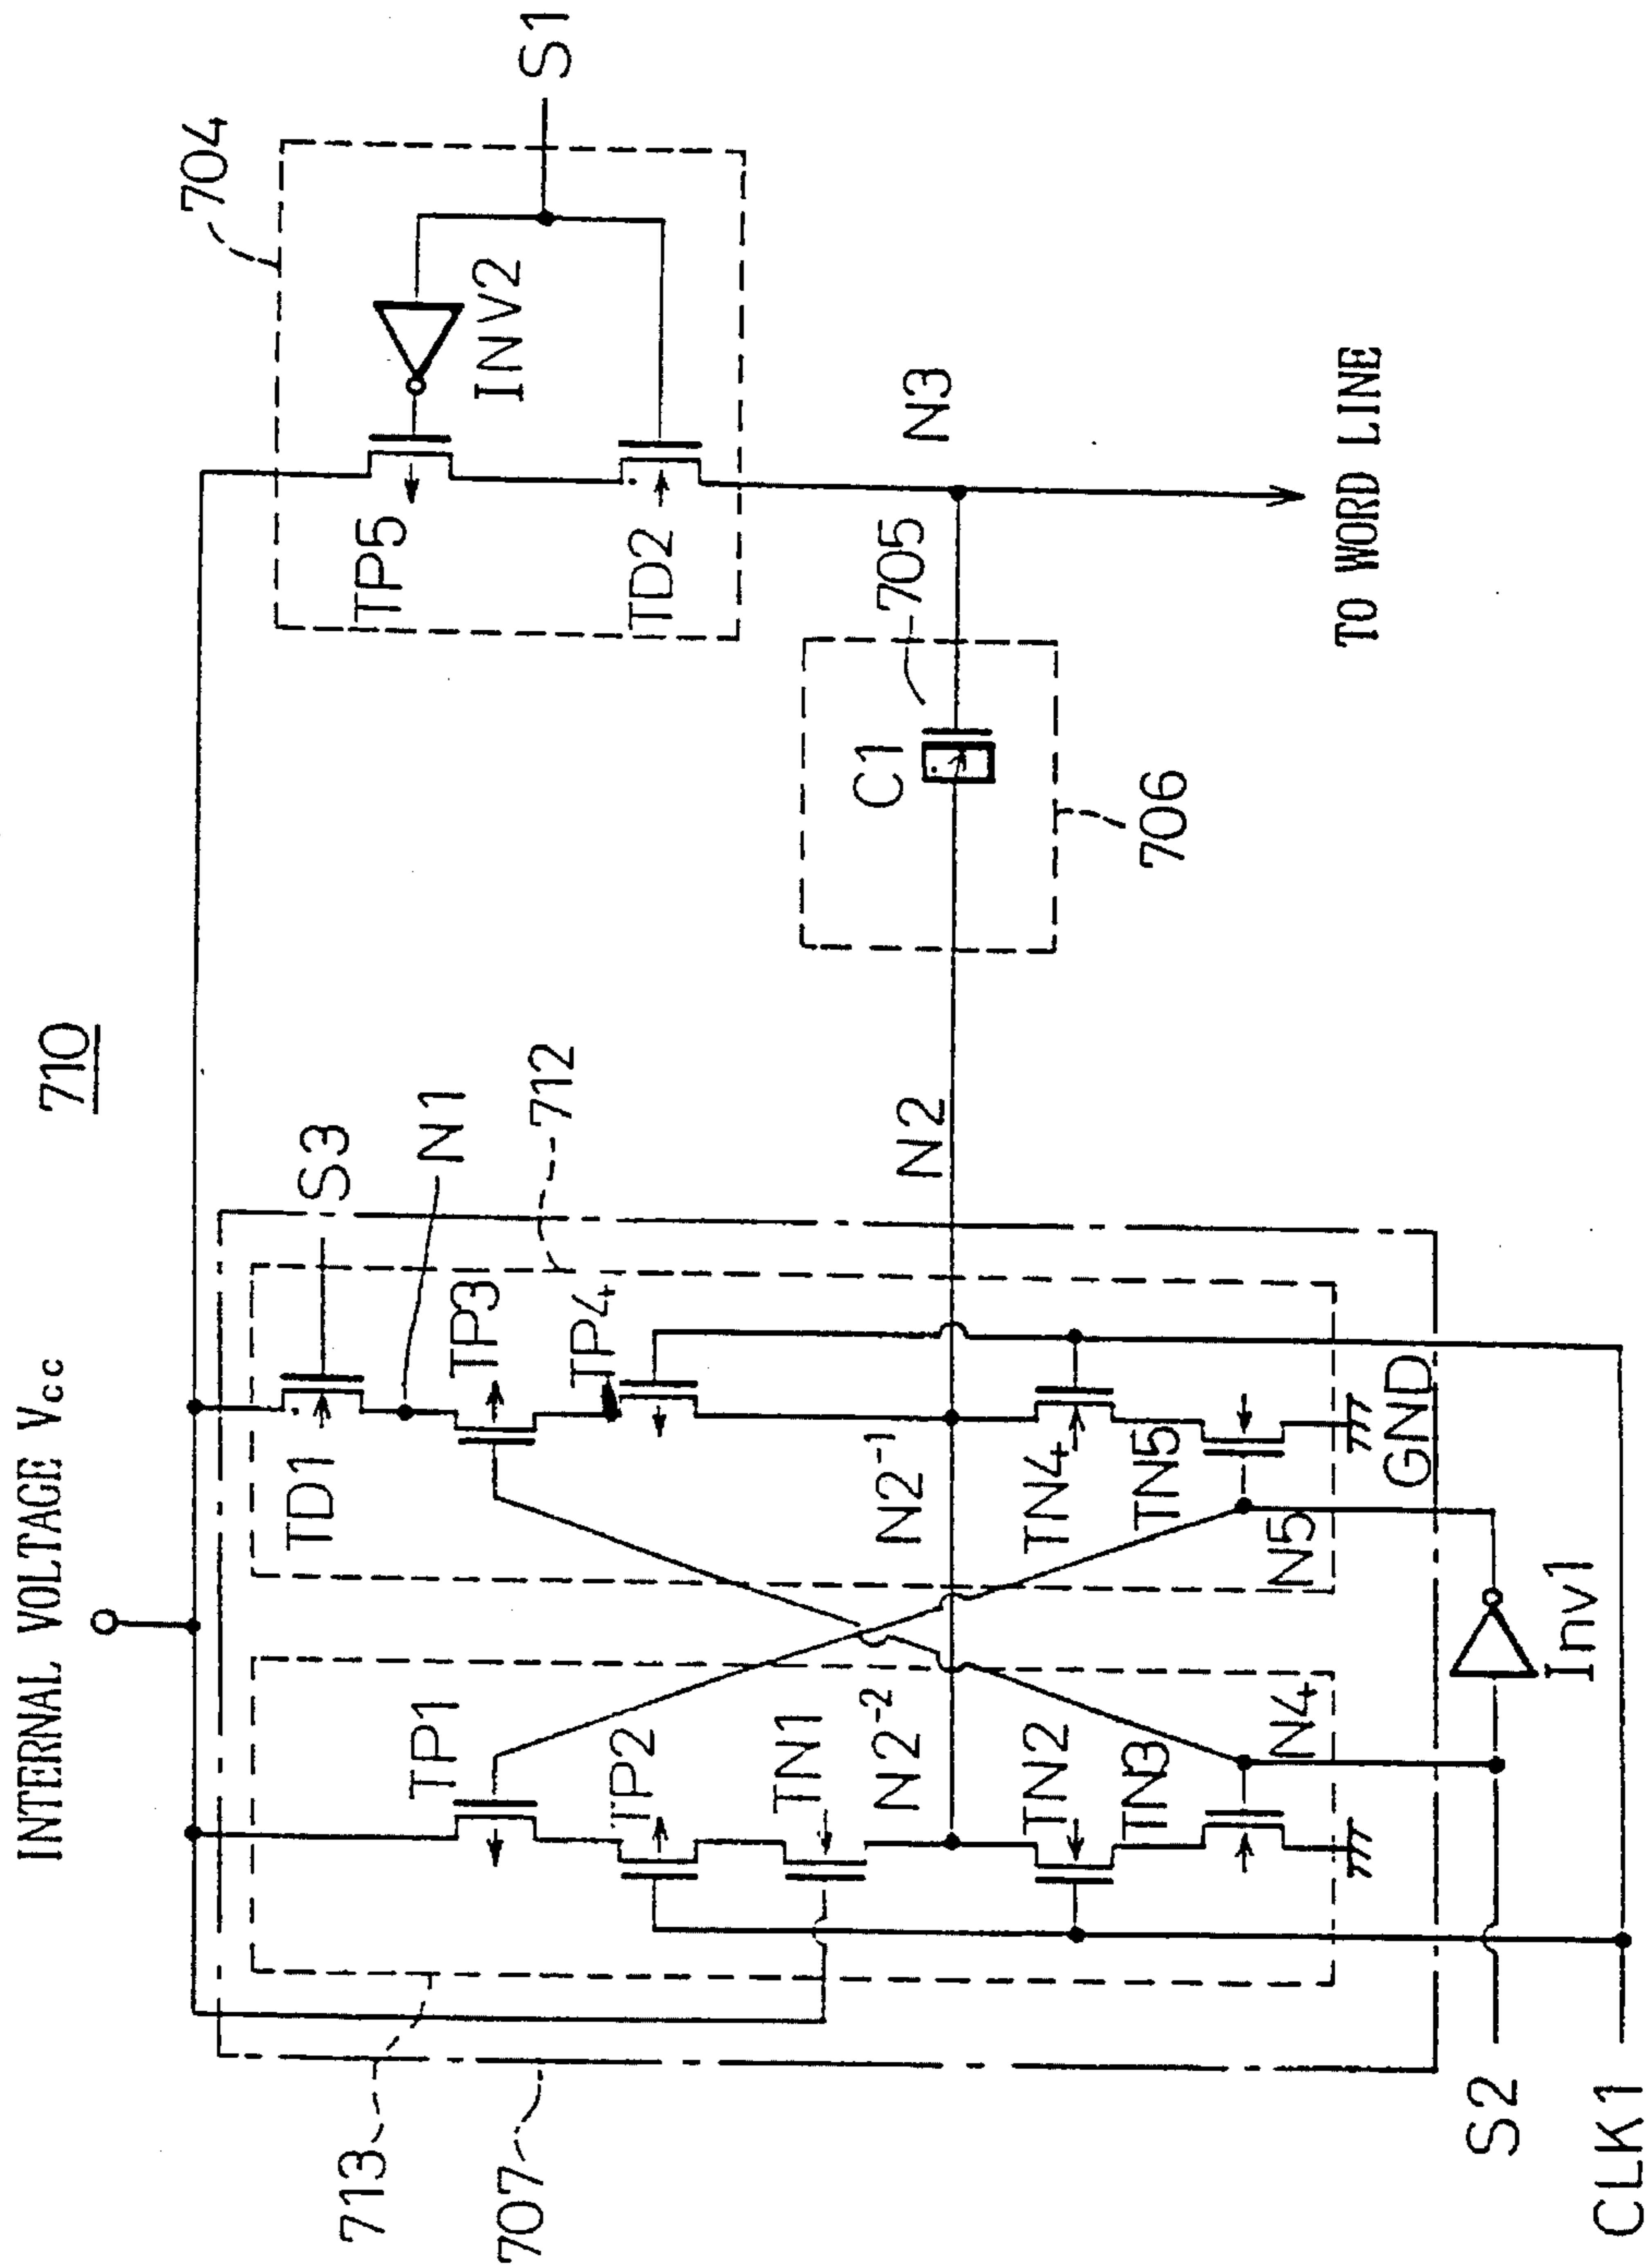 710
INTERNAL VOLTAGE Vcc
704
S1
INV2
TP5
TD2
N3
705
C1
706
TO WORD LINE
N2
712
S3
N1
TD1
TP3
TP4
N2-1
TN4
TN5
GND
N5
Inv1
TP1
TP2
TN1
N2-2
TN2
TN3
N4
713
707
S2
CLK1